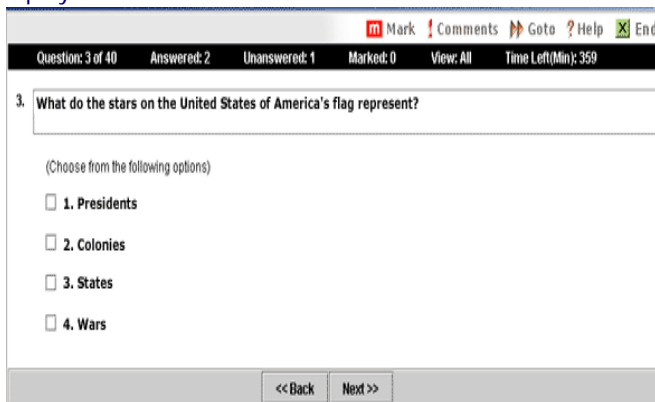 m Mark ! Comments Goto ? Help X End
Question: 3 of 40 Answered: 2 Unanswered: 1 Marked: 0 View: All Time Left(Min): 359
3. What do the stars on the United States of America's flag represent?
(Choose from the following options)
1. Presidents
2. Colonies
3. States
4. Wars
<< Back Next >>